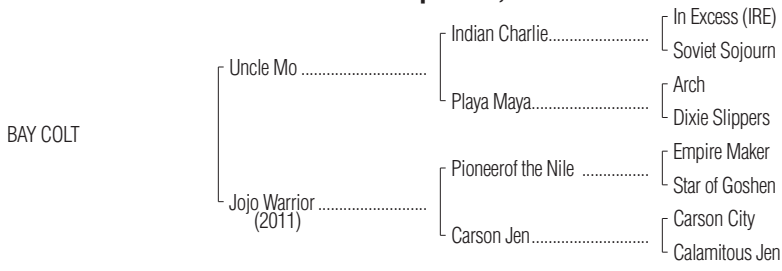 In Excess (IRE)
Indian Charlie
Soviet Sojourn
Uncle Mo
Arch
Playa Maya
Dixie Slippers
BAY COLT
Empire Maker
Pioneerof the Nile
Star of Goshen
Jojo Warrior
(2011)
Carson City
Carson Jen
Calamitous Jen